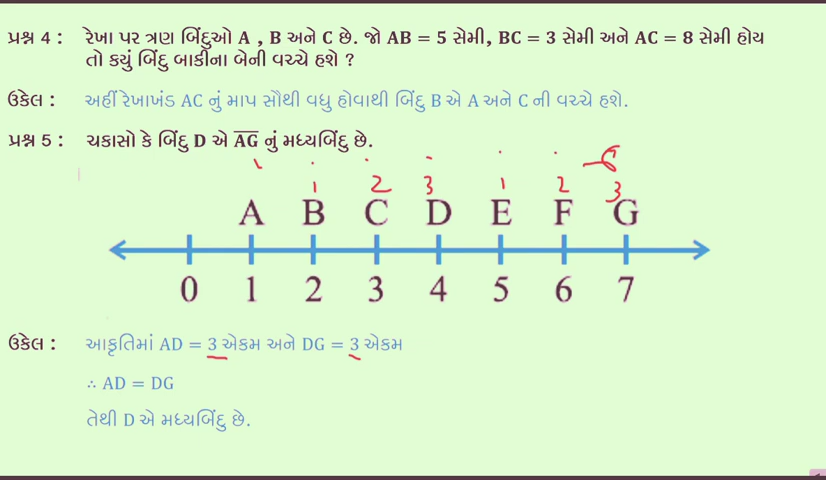 પ્રશ્ન 4 : રેખા પર ત્રણ બિંદુઓ A , B અને C છે. જો AB = 5 સેમી, BC = 3 સેમી અને AC = 8 સેમી હોય
તો કયું બિંદુ બાકીના બેની વચ્ચે હશે ?
ઉકેલ : અહીં રેખાખંડ AC નું માપ સૌથી વધુ હોવાથી બિંદુ B એ A અને C ની વચ્ચે હશે.
પ્રશ્ન 5 : ચકાસો કે બિંદુ D એ A̅G̅ નું મધ્યબિંદુ છે.
1 2 3 1 2 3
A B C D E F G
0 1 2 3 4 5 6 7
ઉકેલ : આકૃતિમાં AD = 3 એકમ અને DG = 3 એકમ
∴ AD = DG
તેથી D એ મધ્યબિંદુ છે.